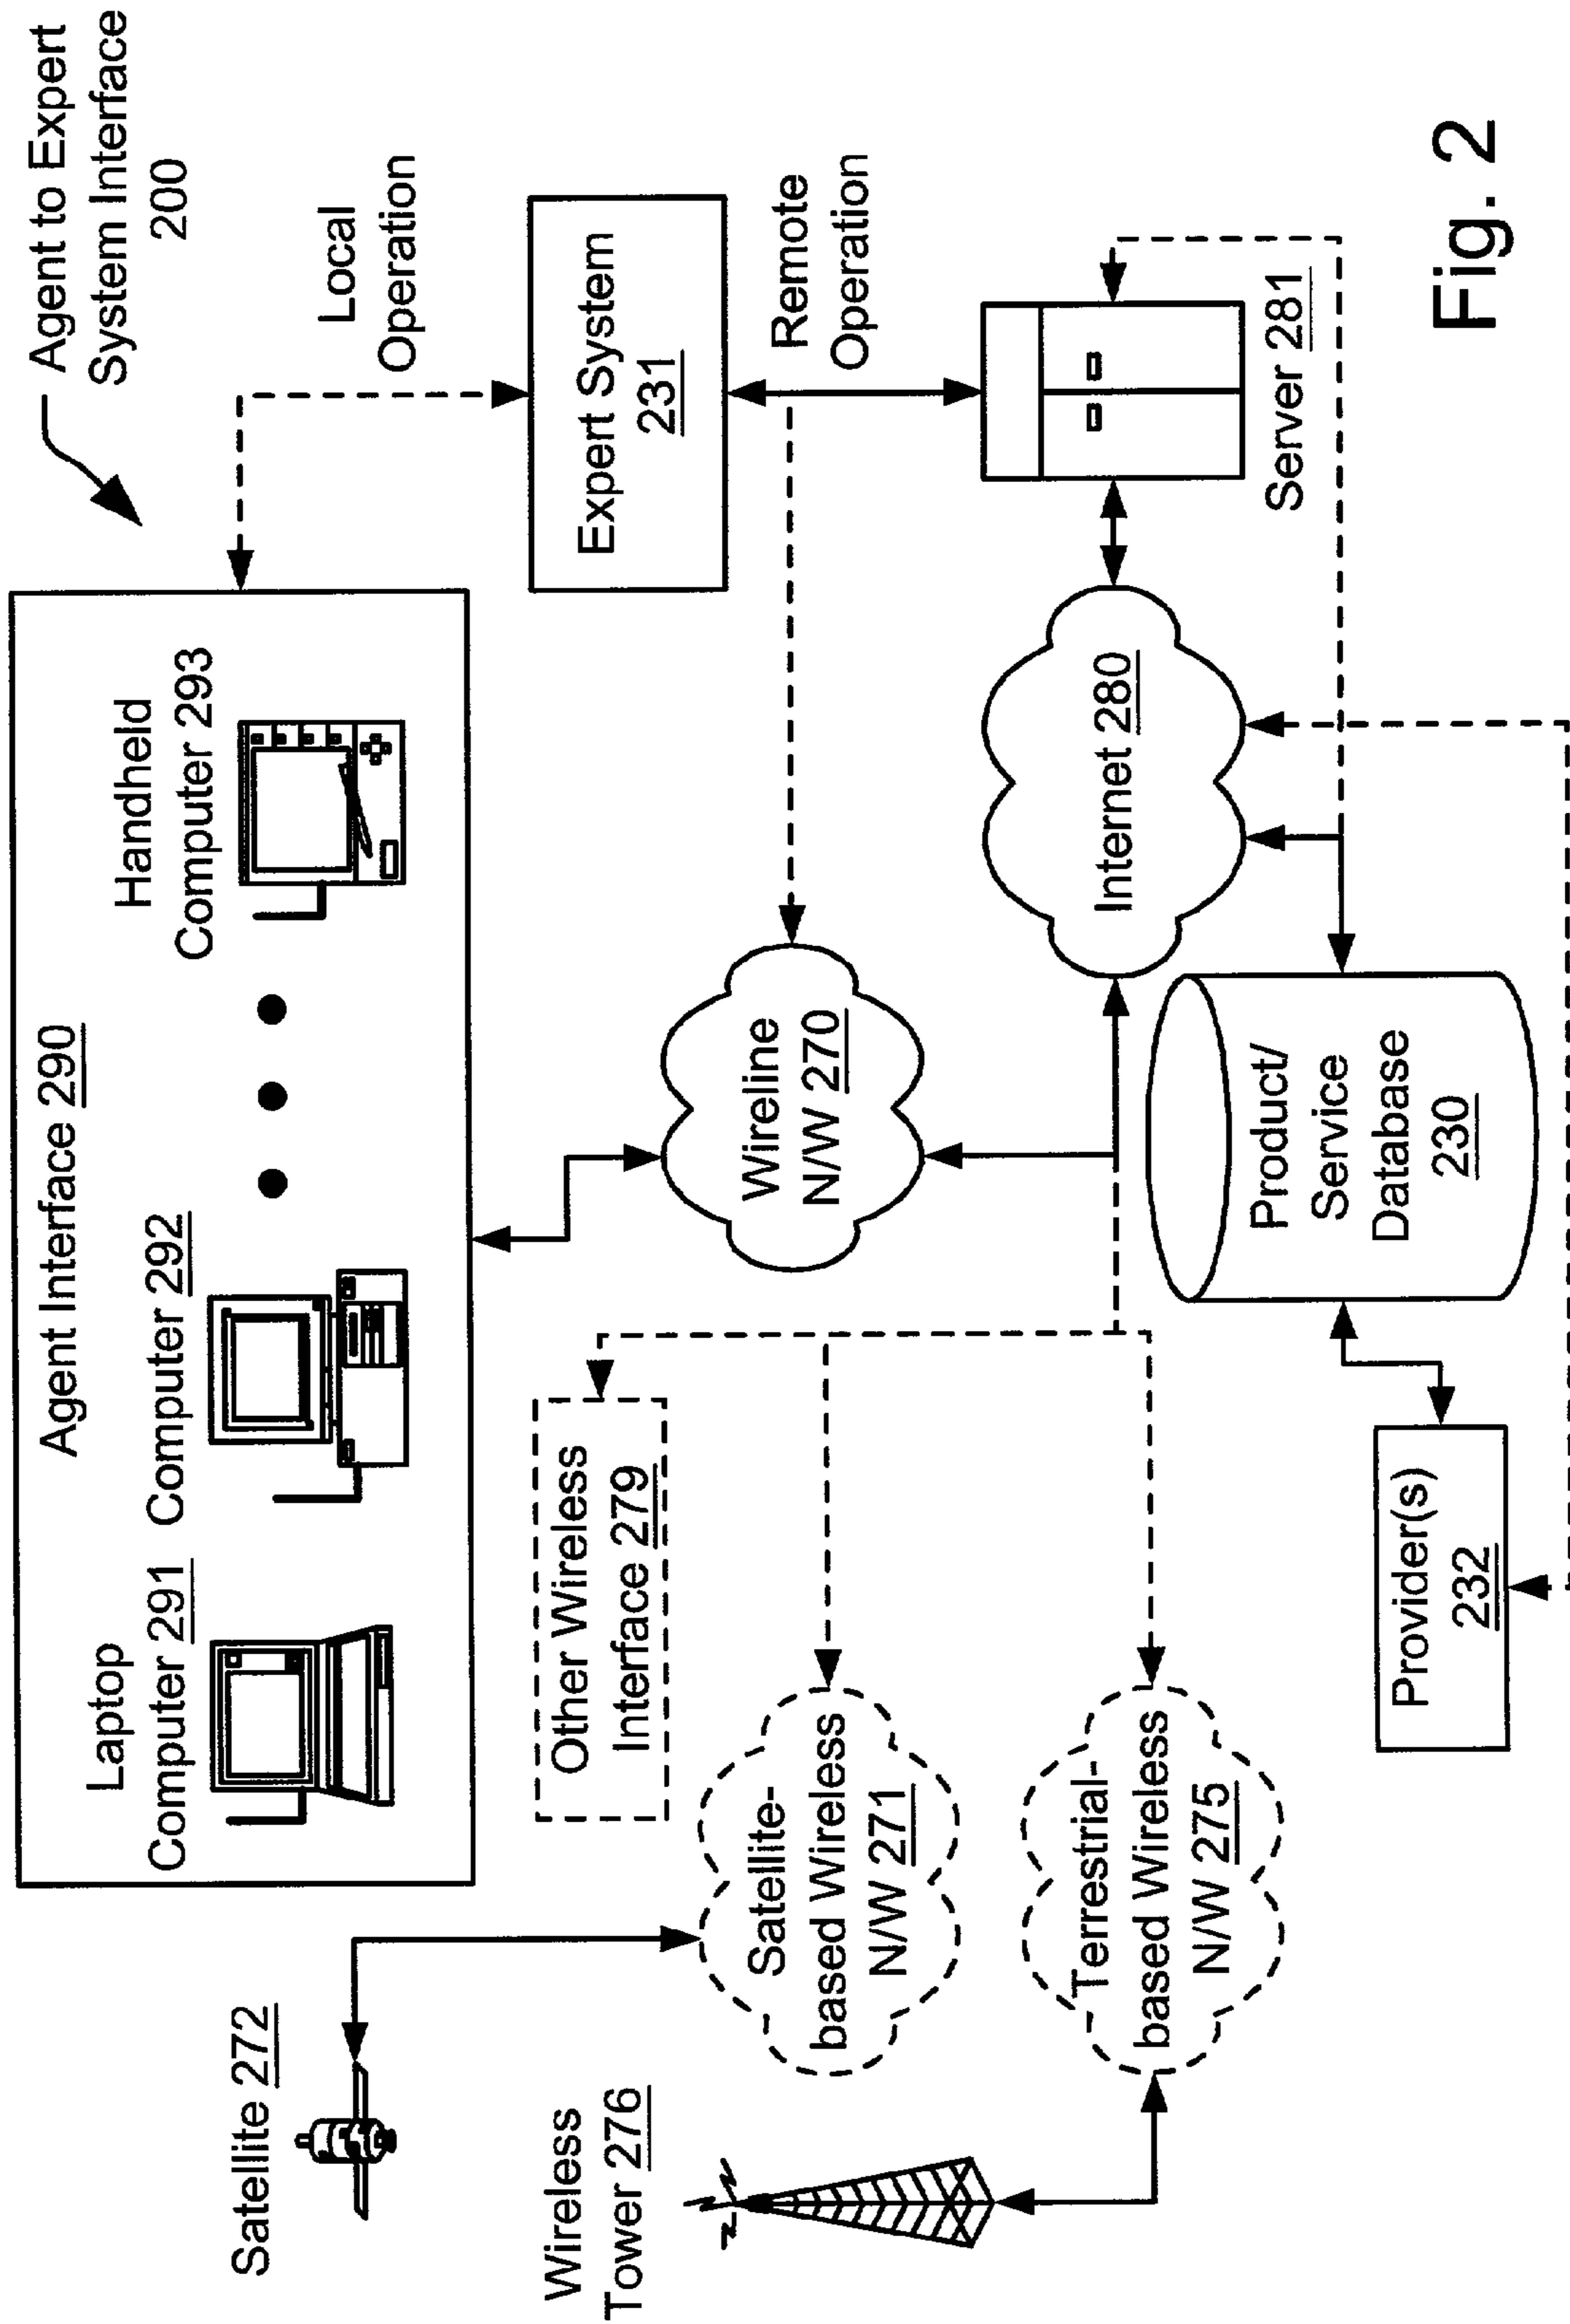 Agent to Expert
System Interface
200
Agent Interface 290
Laptop
Computer 291
Computer 292
Handheld
Computer 293
Local
Operation
Satellite 272
Other Wireless
Interface 279
Expert System
231
Wireless
Tower 276
Satellite-
based Wireless
N/W 271
Wireline
N/W 270
Remote
Operation
Terrestrial-
based Wireless
N/W 275
Internet 280
Server 281
Product/
Service
Database
230
Provider(s)
232
Fig. 2